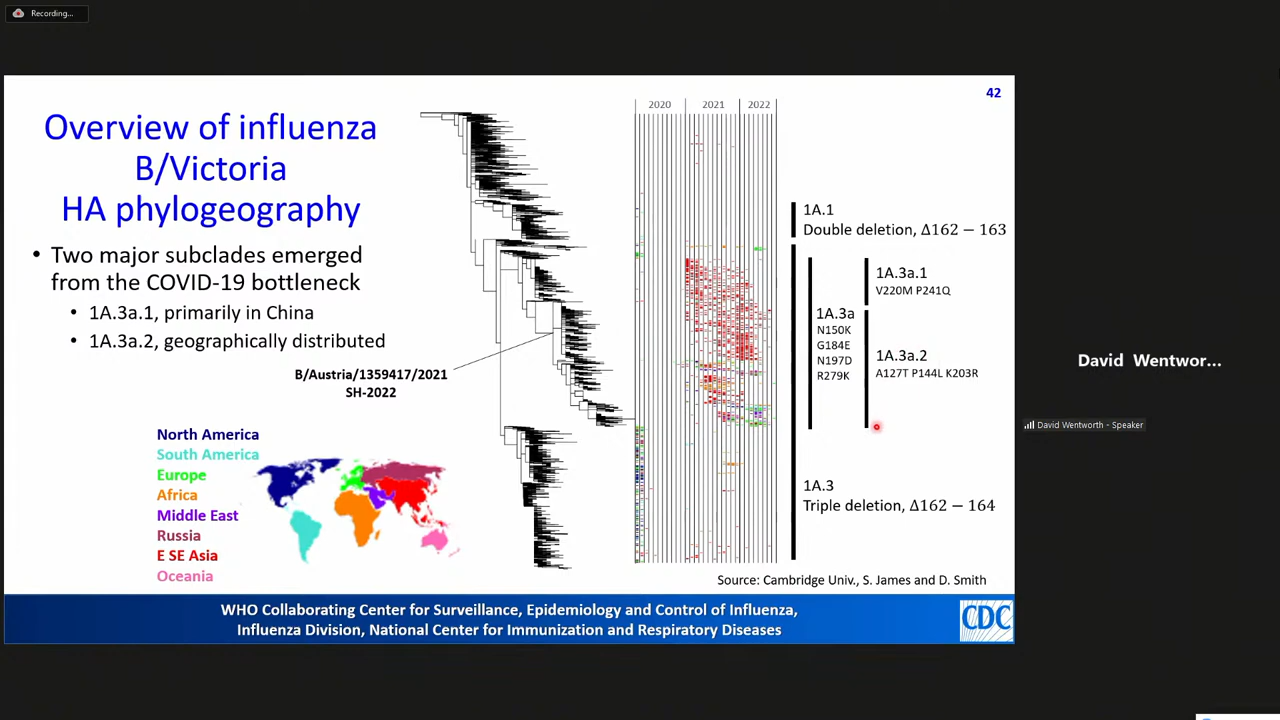 Recording...
42
Overview of influenza
B/Victoria
HA phylogeography
• Two major subclades emerged
from the COVID-19 bottleneck
• 1A.3a.1, primarily in China
• 1A.3a.2, geographically distributed
B/Austria/1359417/2021
SH-2022
North America
South America
Europe
Africa
Middle East
Russia
E SE Asia
Oceania
2020 2021 2022
1A.1
Double deletion, Δ162 − 163
1A.3a.1
V220M P241Q
1A.3a
N150K
G184E
N197D
R279K
1A.3a.2
A127T P144L K203R
1A.3
Triple deletion, Δ162 − 164
Source: Cambridge Univ., S. James and D. Smith
WHO Collaborating Center for Surveillance, Epidemiology and Control of Influenza,
Influenza Division, National Center for Immunization and Respiratory Diseases
CDC
David Wentwor...
David Wentworth - Speaker